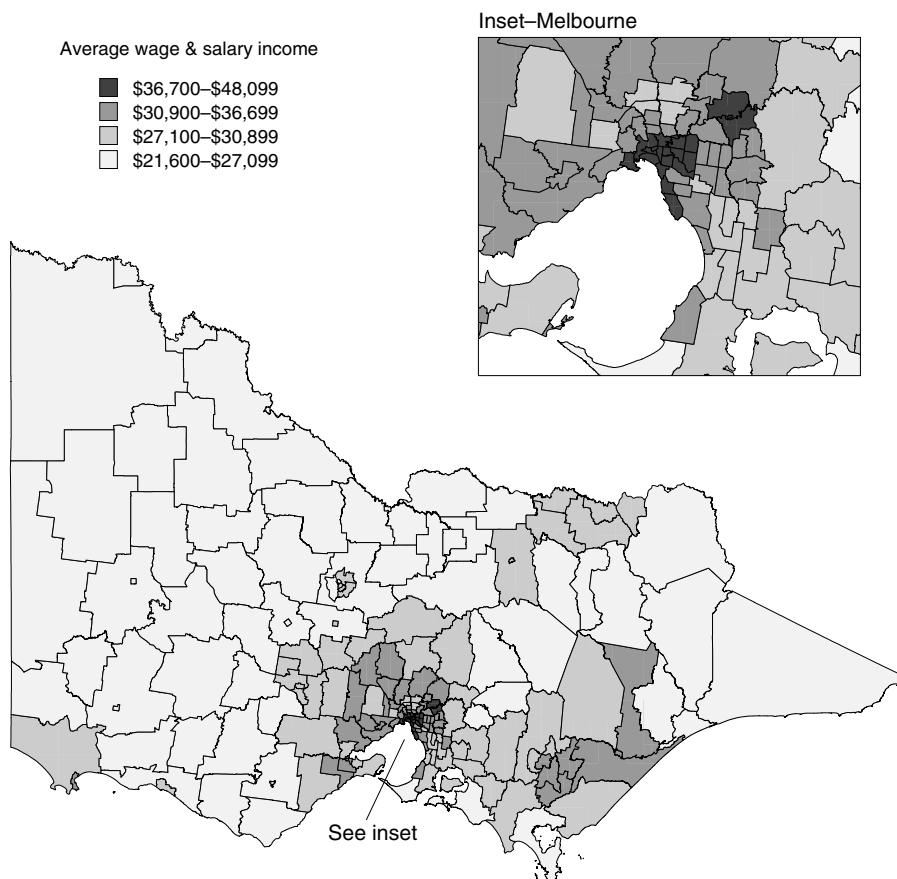 Inset–Melbourne
Average wage & salary income
$36,700–$48,099
$30,900–$36,699
$27,100–$30,899
$21,600–$27,099
See inset